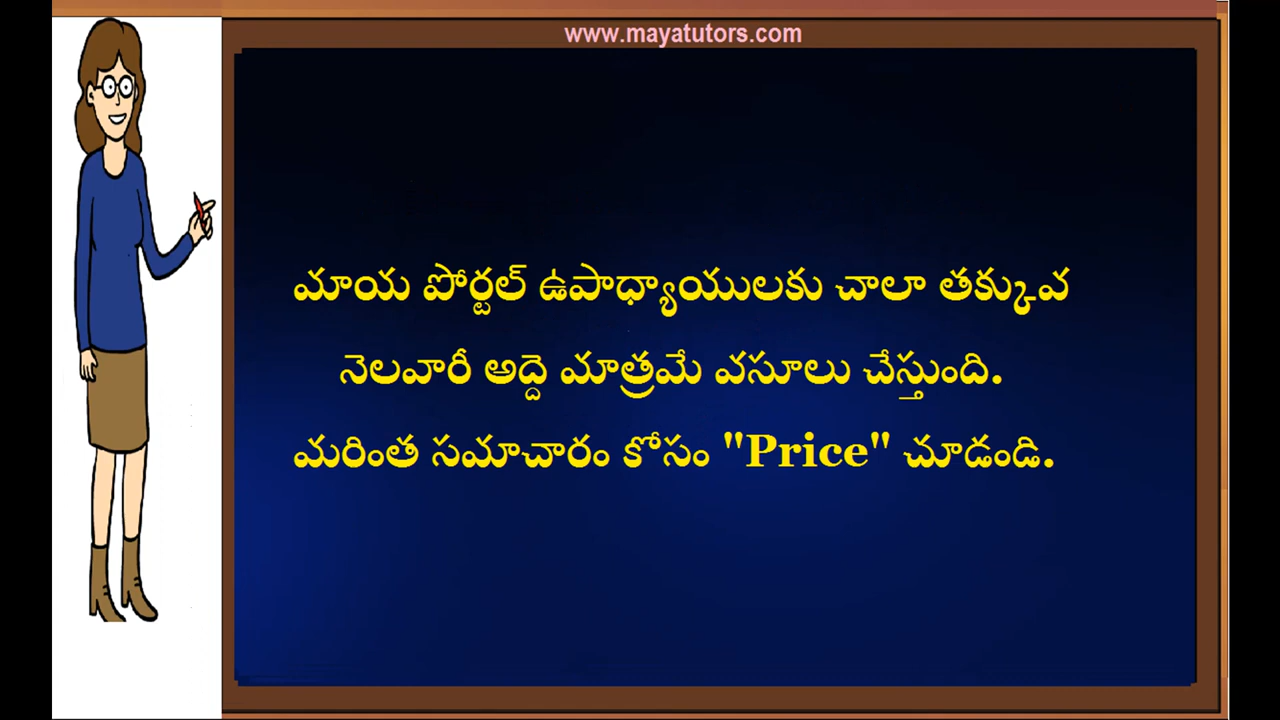 www.mayatutors.com
మాయ పోర్టల్ ఉపాధ్యాయులకు చాలా తక్కువ
నెలవారీ అద్దె మాత్రమే వసూలు చేస్తుంది.
మరింత సమాచారం కోసం "Price" చూడండి.